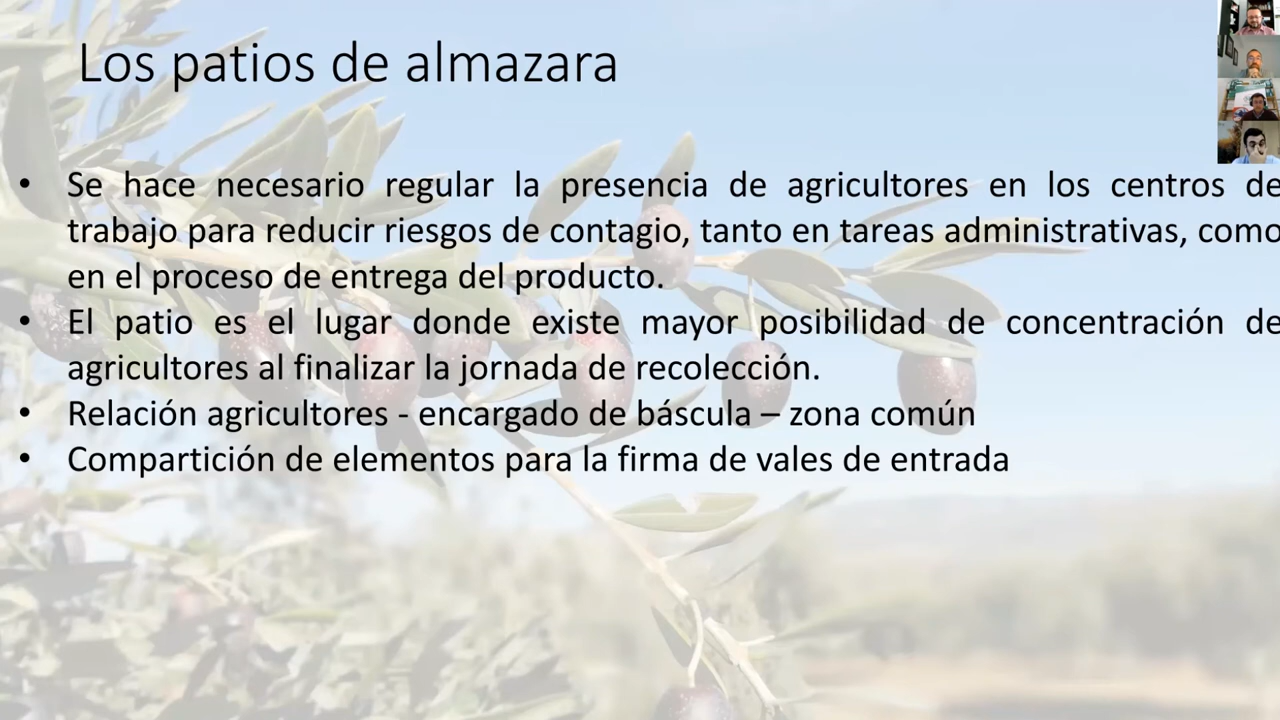 Los patios de almazara
• Se hace necesario regular la presencia de agricultores en los centros de
trabajo para reducir riesgos de contagio, tanto en tareas administrativas, como
en el proceso de entrega del producto.
• El patio es el lugar donde existe mayor posibilidad de concentración de
agricultores al finalizar la jornada de recolección.
• Relación agricultores - encargado de báscula – zona común
• Compartición de elementos para la firma de vales de entrada